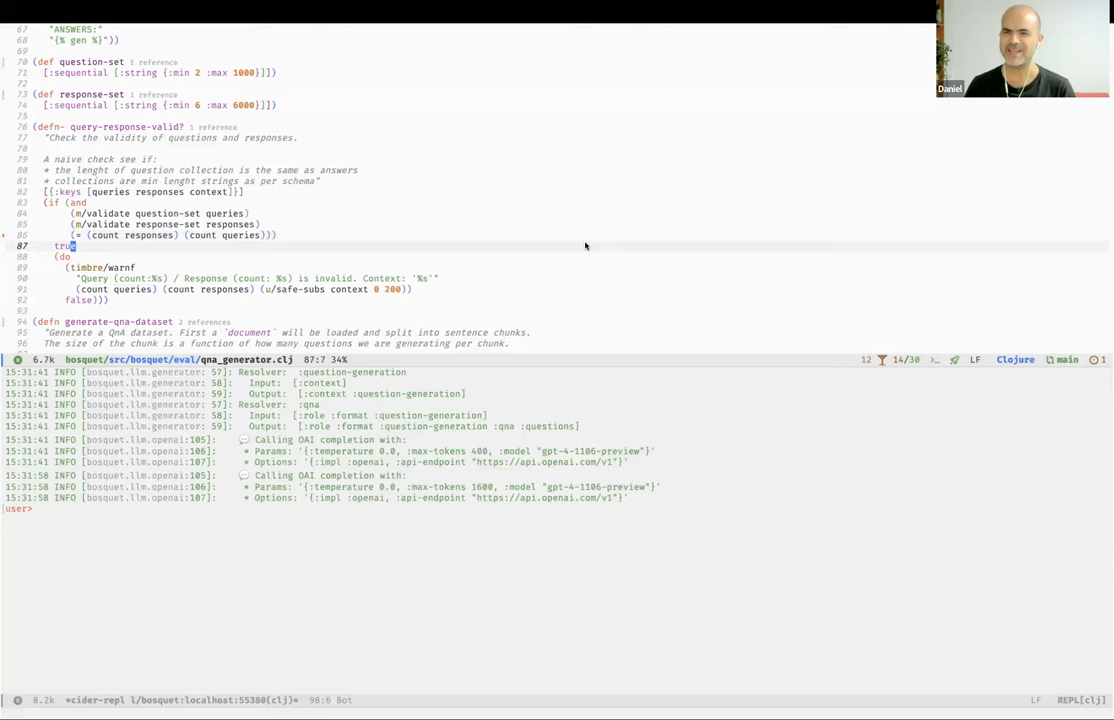 67 "ANSWERS:"
68 "{% gen %}"))
69
70 (def question-set 1 reference
71 [:sequential [:string {:min 2 :max 1000}]])
72
73 (def response-set 1 reference
74 [:sequential [:string {:min 6 :max 6000}]])
75
76 (defn- query-response-valid? 1 reference
77 "Check the validity of questions and responses.
78
79 A naive check see if:
80 * the lenght of question collection is the same as answers
81 * collections are min lenght strings as per schema"
82 [{:keys [queries responses context]}]
83 (if (and
84 (m/validate question-set queries)
85 (m/validate response-set responses)
86 (= (count responses) (count queries)))
87 true
88 (do
89 (timbre/warnf
90 "Query (count:%s) / Response (count: %s) is invalid. Context: '%s'"
91 (count queries) (count responses) (u/safe-subs context 0 200))
92 false)))
93
94 (defn generate-qna-dataset 2 references
95 "Generate a QnA dataset. First a `document` will be loaded and split into sentence chunks.
96 The size of the chunk is a function of how many questions we are generating per chunk.
Daniel
6.7k bosquet/src/bosquet/eval/qna_generator.clj 87:7 34% 12 14/30 LF Clojure main 1
15:31:41 INFO [bosquet.llm.generator: 57]: Resolver: :question-generation
15:31:41 INFO [bosquet.llm.generator: 58]: Input: [:context]
15:31:41 INFO [bosquet.llm.generator: 59]: Output: [:context :question-generation]
15:31:41 INFO [bosquet.llm.generator: 57]: Resolver: :qna
15:31:41 INFO [bosquet.llm.generator: 58]: Input: [:role :format :question-generation]
15:31:41 INFO [bosquet.llm.generator: 59]: Output: [:role :format :question-generation :qna :questions]
15:31:41 INFO [bosquet.llm.openai:105]: 💬 Calling OAI completion with:
15:31:41 INFO [bosquet.llm.openai:106]: * Params: '{:temperature 0.0, :max-tokens 400, :model "gpt-4-1106-preview"}'
15:31:41 INFO [bosquet.llm.openai:107]: * Options: '{:impl :openai, :api-endpoint "https://api.openai.com/v1"}'
15:31:58 INFO [bosquet.llm.openai:105]: 💬 Calling OAI completion with:
15:31:58 INFO [bosquet.llm.openai:106]: * Params: '{:temperature 0.0, :max-tokens 1600, :model "gpt-4-1106-preview"}'
15:31:58 INFO [bosquet.llm.openai:107]: * Options: '{:impl :openai, :api-endpoint "https://api.openai.com/v1"}'
user>
8.2k *cider-repl l/bosquet:localhost:55380(clj)* 98:6 Bot LF REPL[clj]